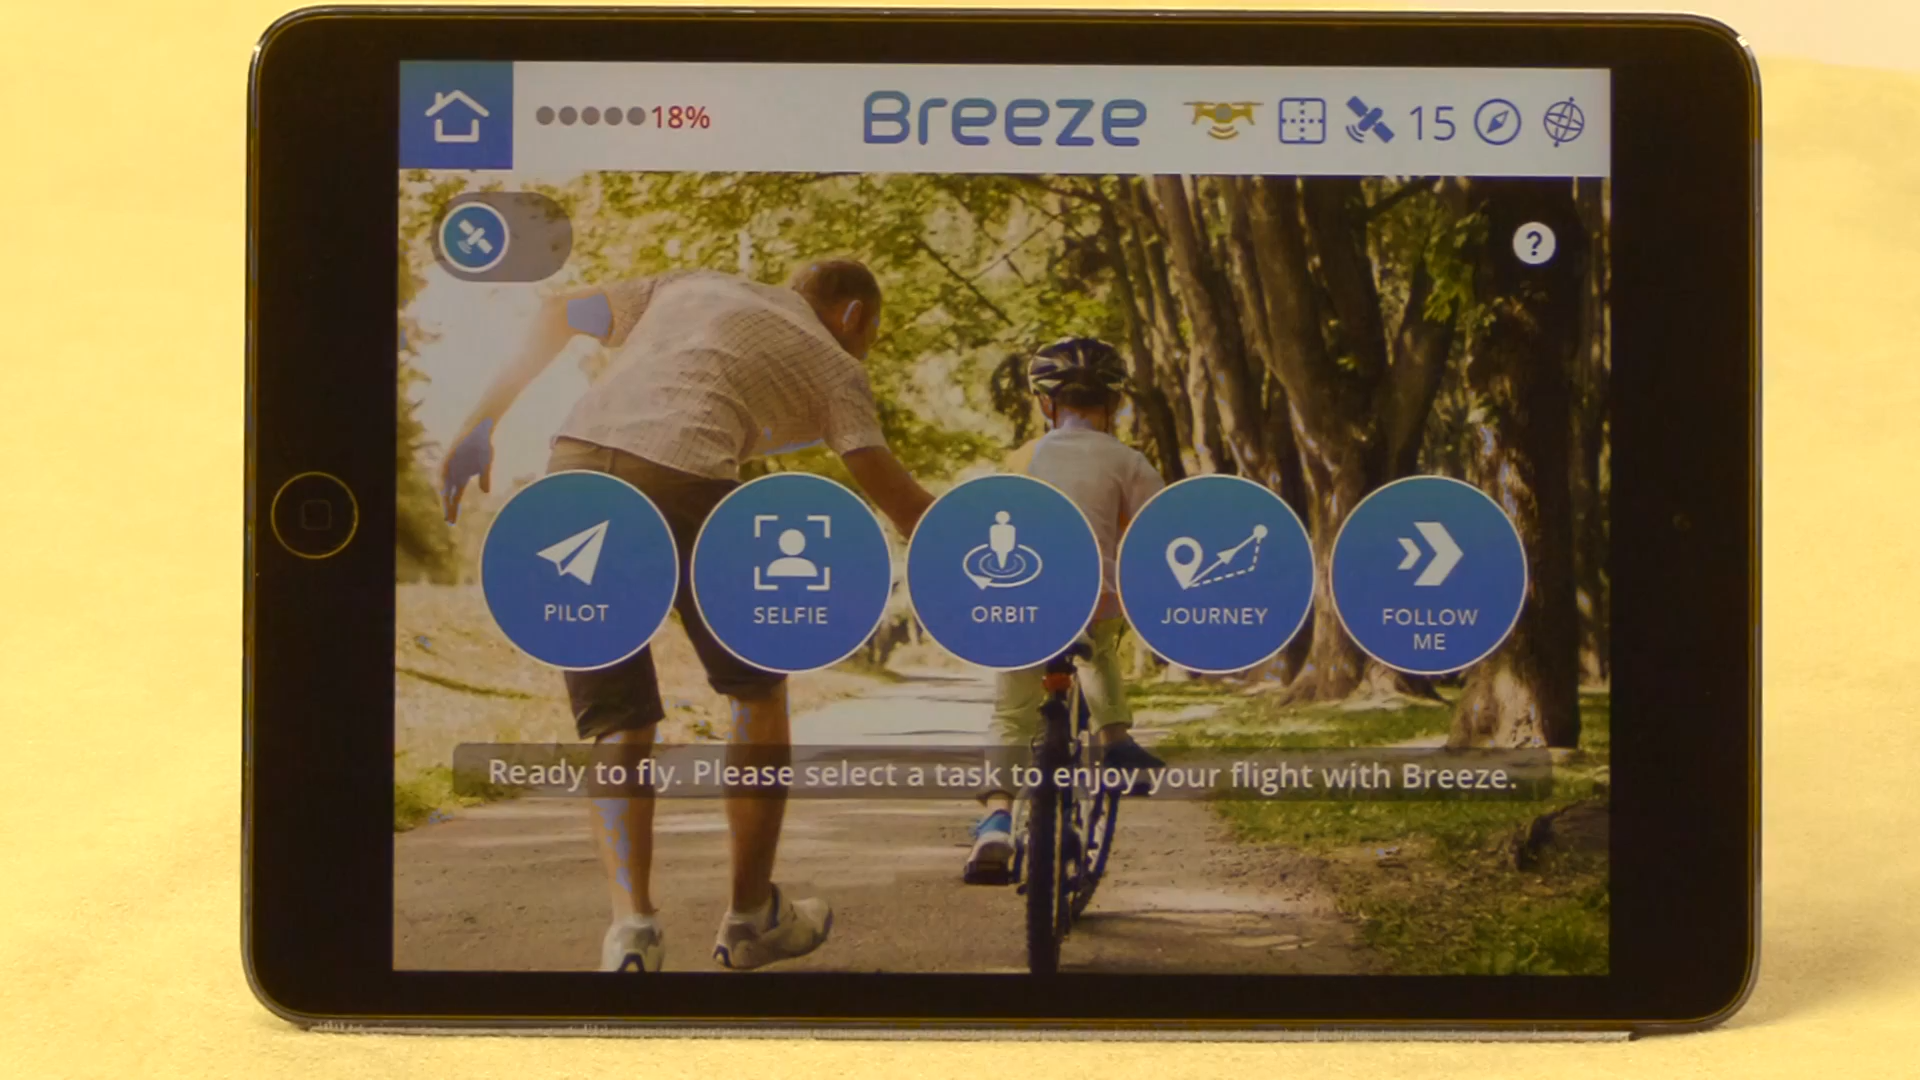 18%
Breeze
15
?
PILOT
SELFIE
ORBIT
JOURNEY
FOLLOW
ME
Ready to fly. Please select a task to enjoy your flight with Breeze.